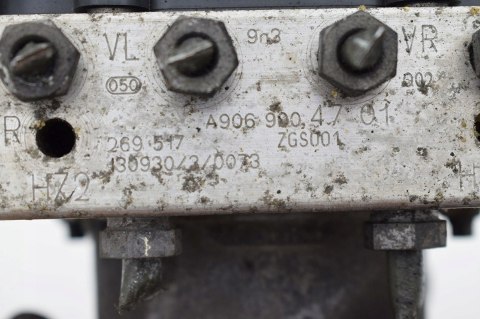 VL 9n3 VR
050 002
A906 900 47 01
R 269 517 ZGS001
130930/3/0073
HZ2 H